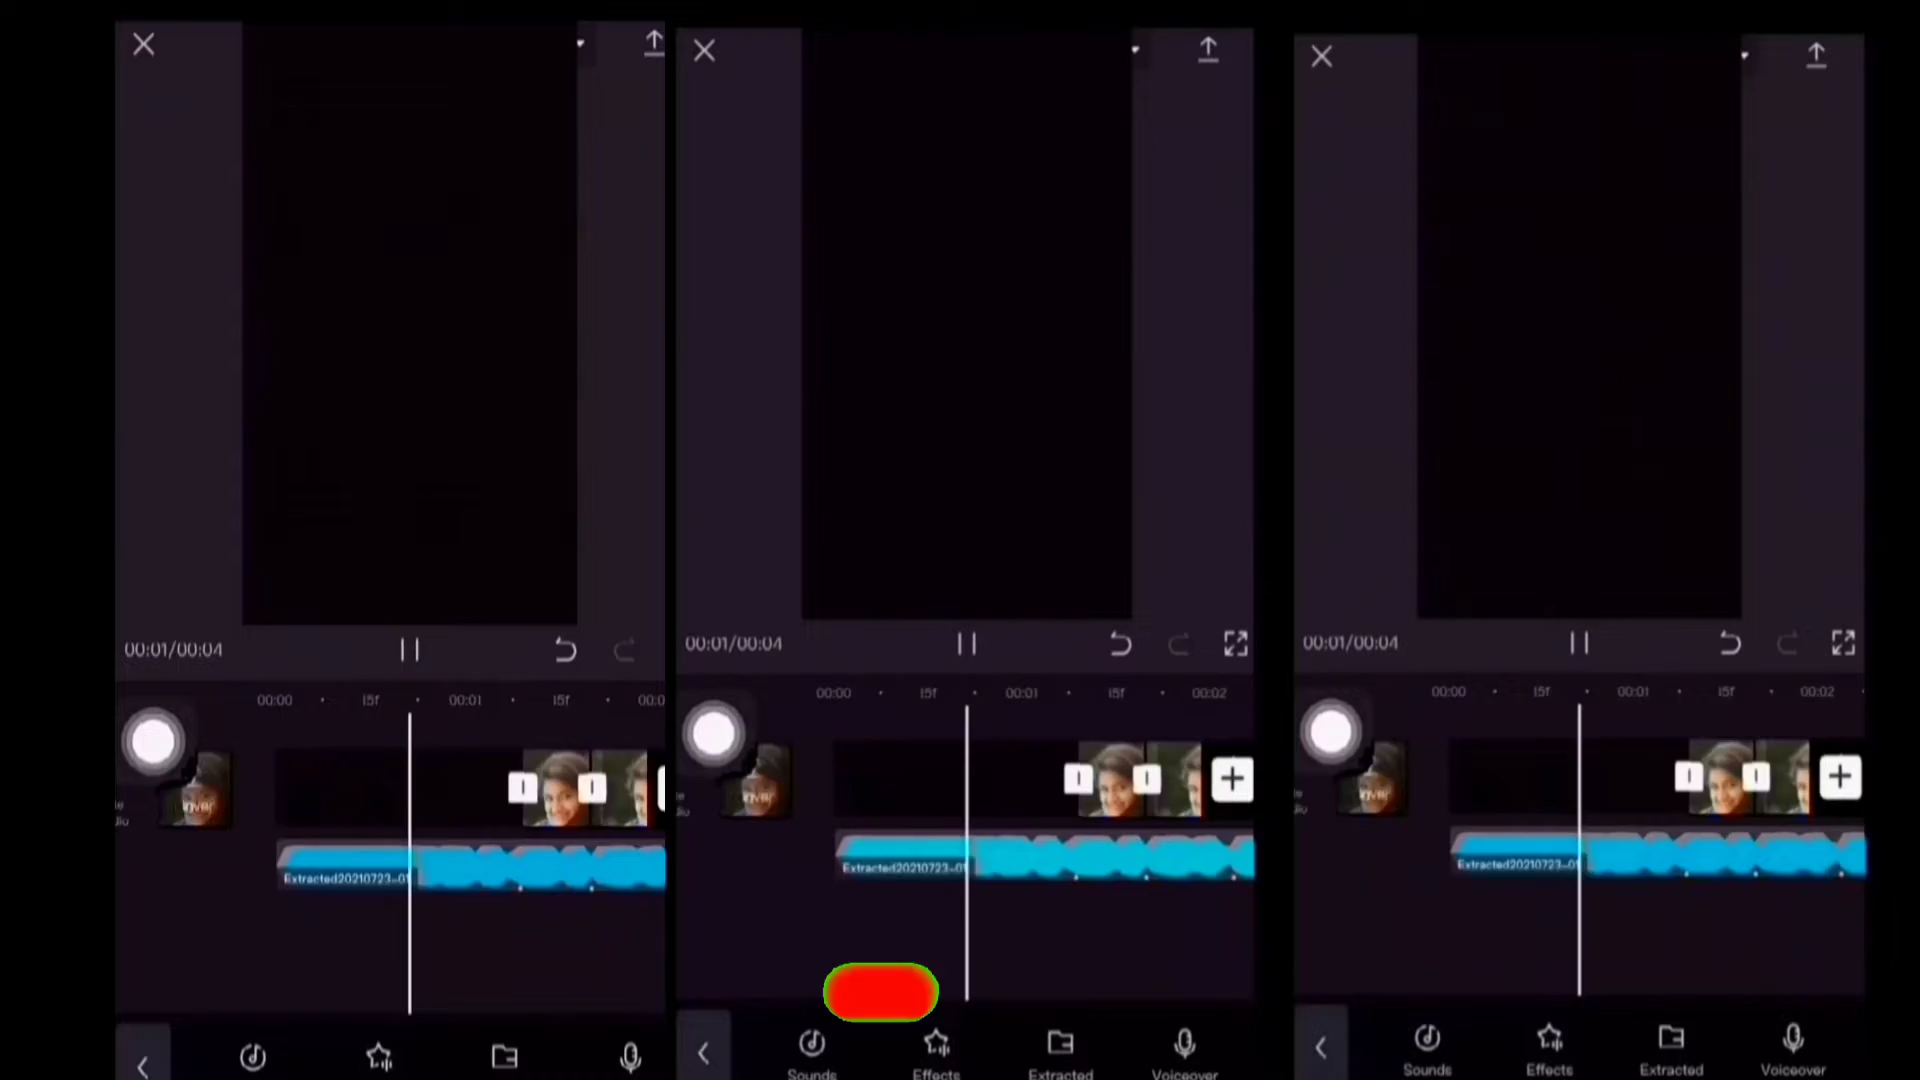 00:01/00:04
00:00 15f 00:01 15f
Extracted20210723-01
00:01/00:04
00:00 15f 00:01 15f 00:02
Extracted20210723-01
Sounds Effects Extracted Voiceover
00:01/00:04
00:00 15f 00:01 15f 00:02
Extracted20210723-01
Sounds Effects Extracted Voiceover